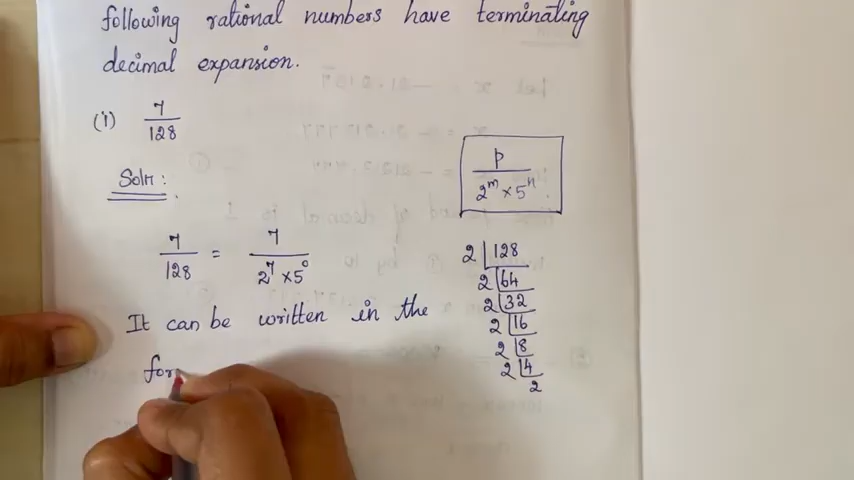 following rational numbers have terminating
decimal expansion.
(i) 7/128
Soln:
p/2^m × 5^n
7/128 = 7/2^7 × 5^0
2 | 128
2 | 64
2 | 32
2 | 16
2 | 8
2 | 4
2
It can be written in the
for